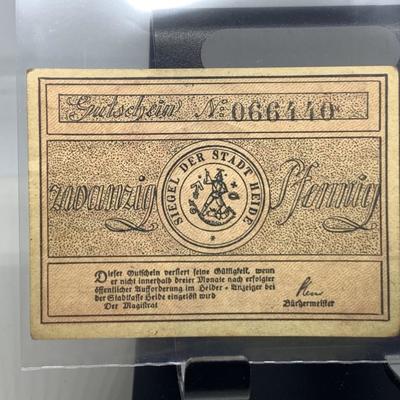 Gutschein No: 066440
zwanzig Pfennig
SIEGEL DER STADT HEIDE
Dieser Gutschein verliert seine Gültigkeit, wenn
er nicht innerhalb dreier Monate nach erfolgter
öffentlicher Aufforderung im Heider-Anzeiger bei
der Stadtkasse Heide eingelöst wird
Der Magistrat
Bürgermeister